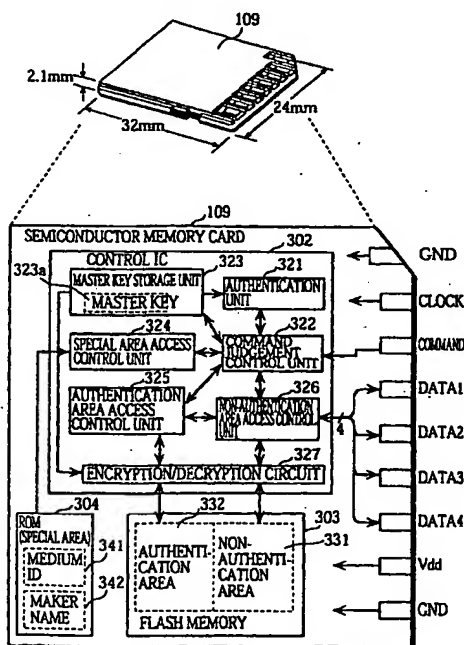 109
2.1mm
24mm
32mm
109
SEMICONDUCTOR MEMORY CARD
302
CONTROL IC
323
321
323a
MASTER KEY STORAGE UNIT
MASTER KEY
AUTHENTICATION
UNIT
324
322
SPECIAL AREA ACCESS
CONTROL UNIT
COMMAND
JUDGEMENT
CONTROL UNIT
325
326
AUTHENTICATION
AREA ACCESS
CONTROL UNIT
NON-AUTHENTICATION
AREA ACCESS CONTROL
UNIT
327
ENCRYPTION/DECRYPTION CIRCUIT
304
ROM
(SPECIAL AREA)
341
MEDIUM
ID
342
MAKER
NAME
332
303
331
AUTHENTI-
CATION
AREA
NON-
AUTHENTI-
CATION
AREA
FLASH MEMORY
GND
CLOCK
COMMAND
DATA1
4
DATA2
DATA3
DATA4
Vdd
GND